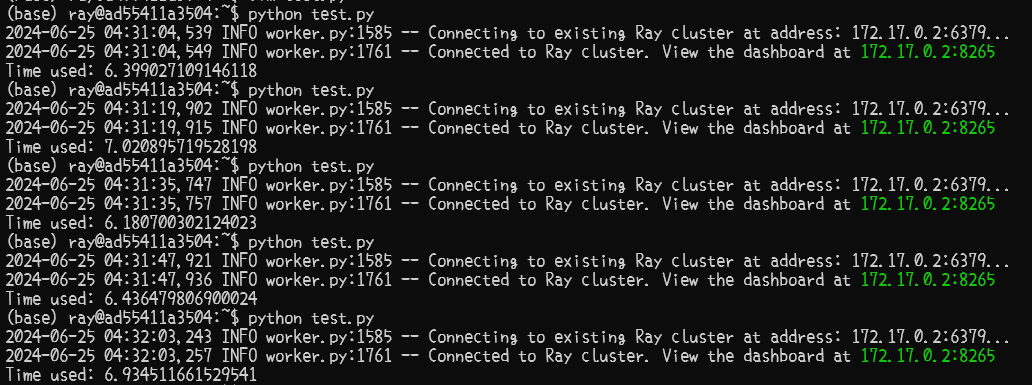 (base) ray@ad55411a3504:~$ python test.py
2024-06-25 04:31:04,539 INFO worker.py:1585 -- Connecting to existing Ray cluster at address: 172.17.0.2:6379...
2024-06-25 04:31:04,549 INFO worker.py:1761 -- Connected to Ray cluster. View the dashboard at 172.17.0.2:8265
Time used: 6.399027109146118
(base) ray@ad55411a3504:~$ python test.py
2024-06-25 04:31:19,902 INFO worker.py:1585 -- Connecting to existing Ray cluster at address: 172.17.0.2:6379...
2024-06-25 04:31:19,915 INFO worker.py:1761 -- Connected to Ray cluster. View the dashboard at 172.17.0.2:8265
Time used: 7.020895719528198
(base) ray@ad55411a3504:~$ python test.py
2024-06-25 04:31:35,747 INFO worker.py:1585 -- Connecting to existing Ray cluster at address: 172.17.0.2:6379...
2024-06-25 04:31:35,757 INFO worker.py:1761 -- Connected to Ray cluster. View the dashboard at 172.17.0.2:8265
Time used: 6.180700302124023
(base) ray@ad55411a3504:~$ python test.py
2024-06-25 04:31:47,921 INFO worker.py:1585 -- Connecting to existing Ray cluster at address: 172.17.0.2:6379...
2024-06-25 04:31:47,936 INFO worker.py:1761 -- Connected to Ray cluster. View the dashboard at 172.17.0.2:8265
Time used: 6.436479806900024
(base) ray@ad55411a3504:~$ python test.py
2024-06-25 04:32:03,243 INFO worker.py:1585 -- Connecting to existing Ray cluster at address: 172.17.0.2:6379...
2024-06-25 04:32:03,257 INFO worker.py:1761 -- Connected to Ray cluster. View the dashboard at 172.17.0.2:8265
Time used: 6.934511661529541